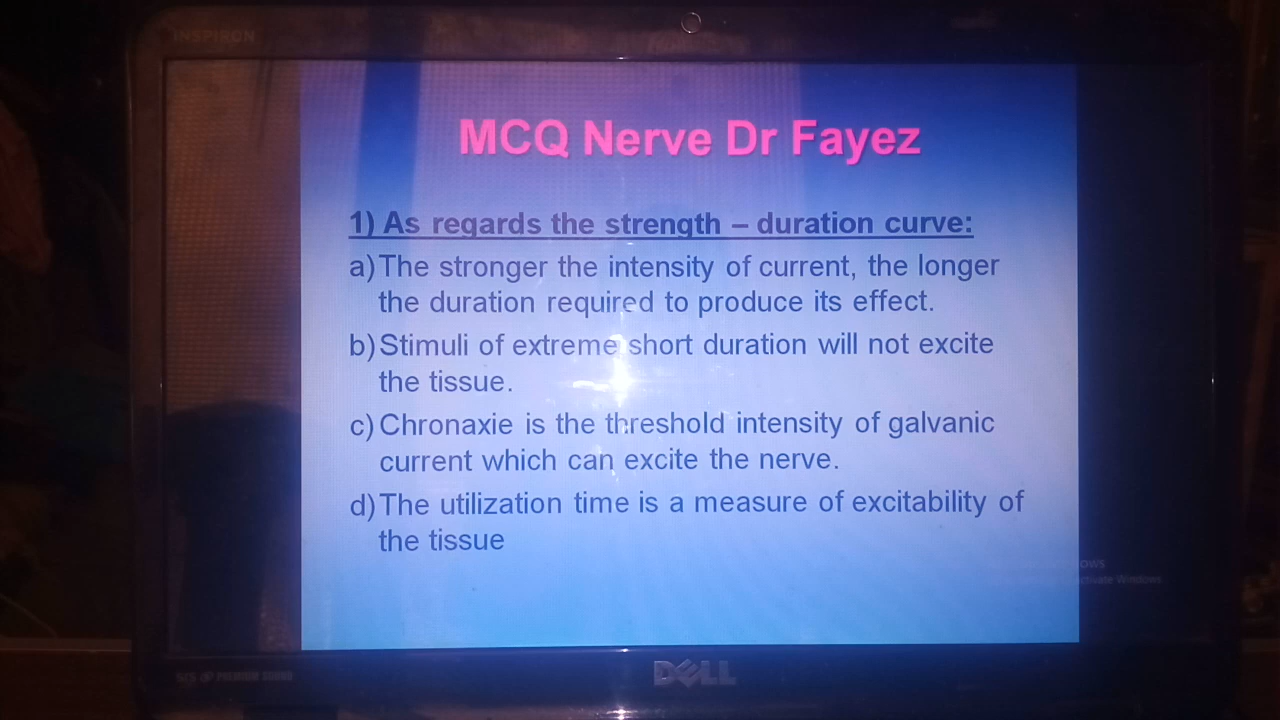 INSPIRON
MCQ Nerve Dr Fayez
1) As regards the strength – duration curve:
a) The stronger the intensity of current, the longer
the duration required to produce its effect.
b) Stimuli of extreme short duration will not excite
the tissue.
c) Chronaxie is the threshold intensity of galvanic
current which can excite the nerve.
d) The utilization time is a measure of excitability of
the tissue
Windows
DELL